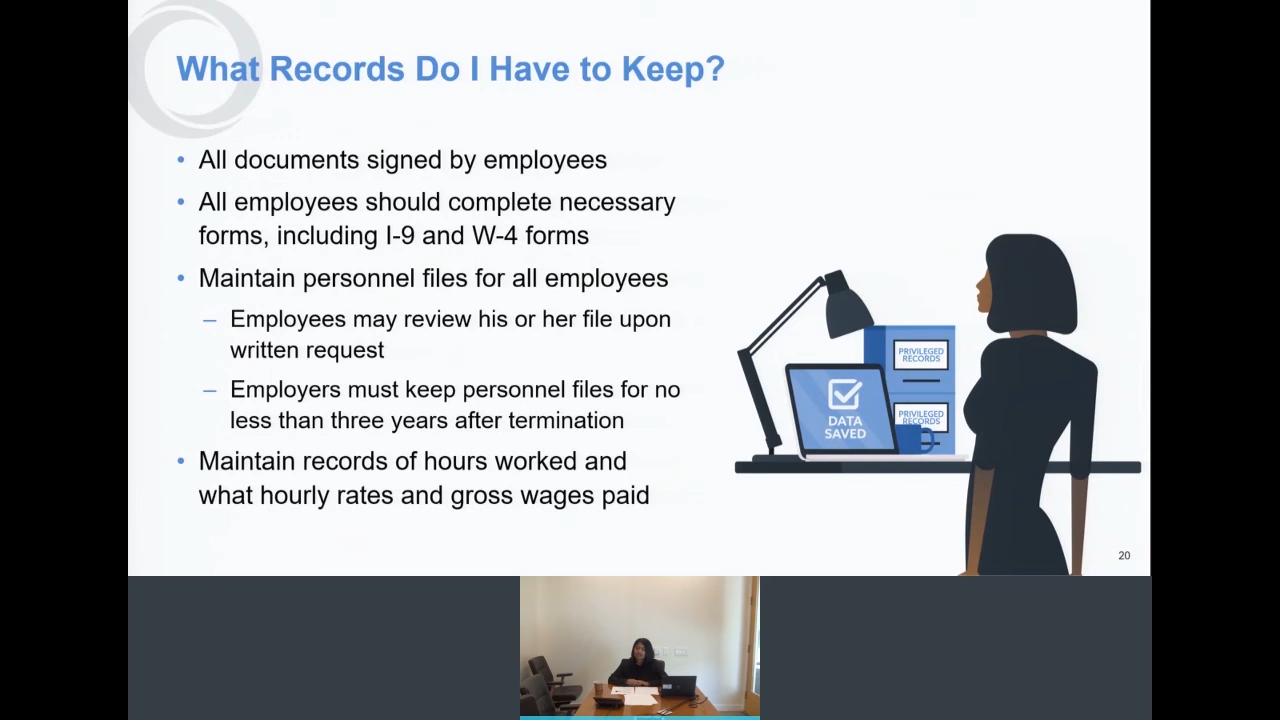 What Records Do I Have to Keep?
• All documents signed by employees
• All employees should complete necessary
forms, including I-9 and W-4 forms
• Maintain personnel files for all employees
– Employees may review his or her file upon
written request
– Employers must keep personnel files for no
less than three years after termination
• Maintain records of hours worked and
what hourly rates and gross wages paid
PRIVILEGED
RECORDS
DATA
SAVED
PRIVILEGED
RECORDS
20